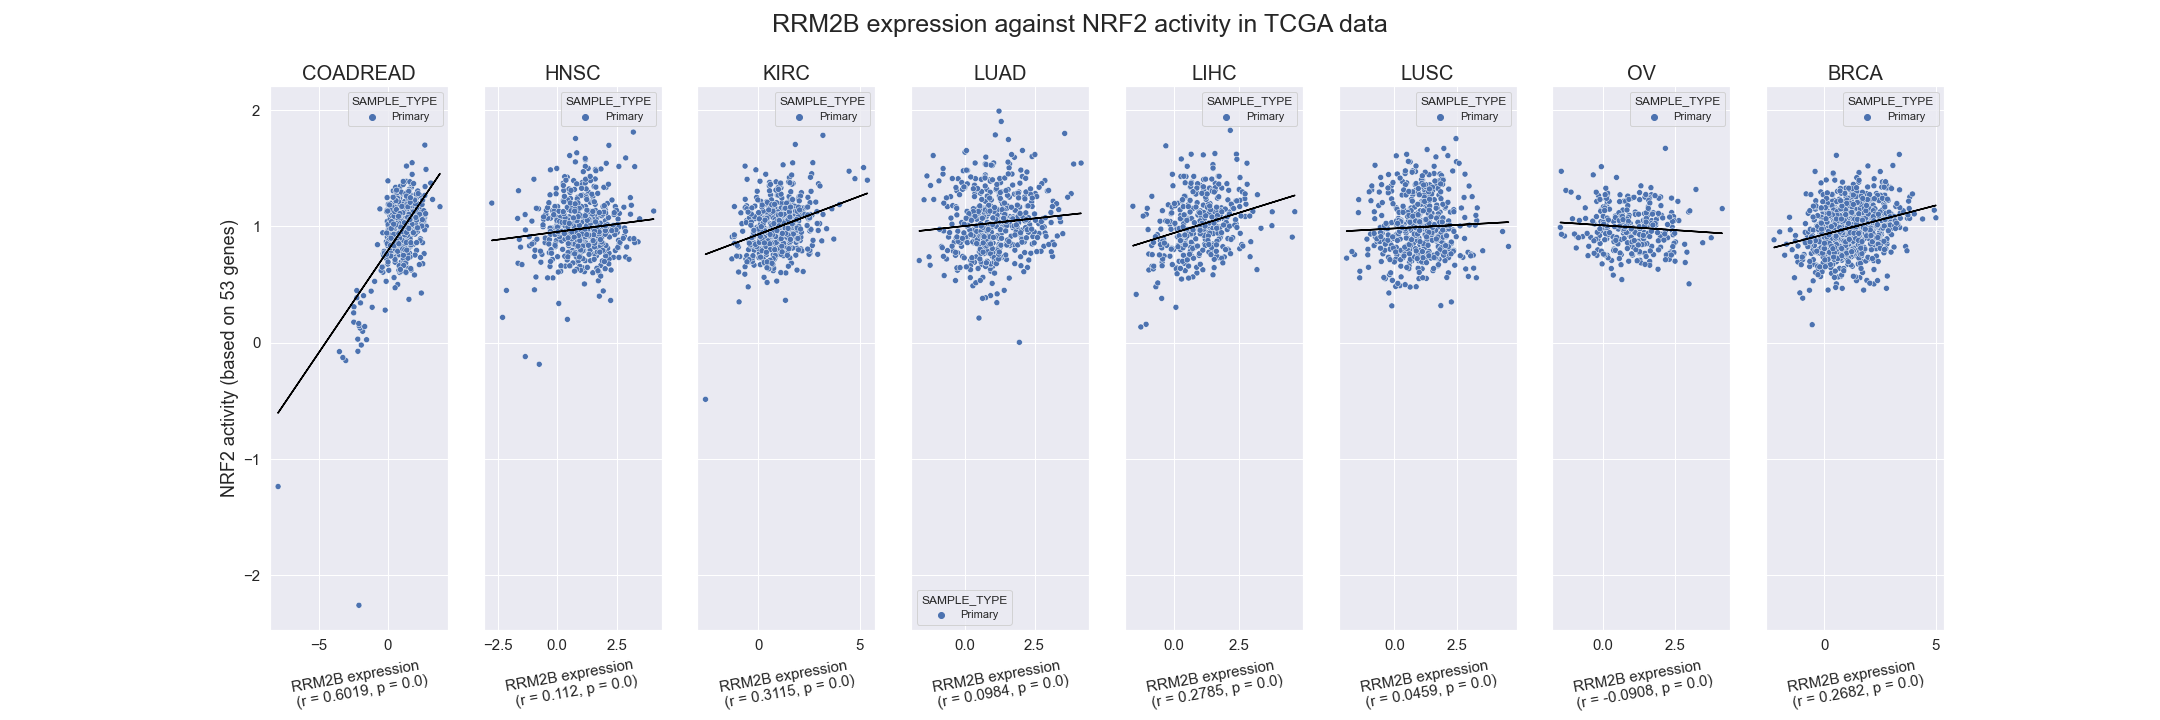 RRM2B expression against NRF2 activity in TCGA data
COADREAD
HNSC
KIRC
LUAD
LIHC
LUSC
OV
BRCA
NRF2 activity (based on 53 genes)
2
1
0
−1
−2
SAMPLE_TYPE
Primary
−5
0
RRM2B expression
(r = 0.6019, p = 0.0)
SAMPLE_TYPE
Primary
−2.5
0.0
2.5
RRM2B expression
(r = 0.112, p = 0.0)
SAMPLE_TYPE
Primary
0
5
RRM2B expression
(r = 0.3115, p = 0.0)
SAMPLE_TYPE
Primary
0.0
2.5
RRM2B expression
(r = 0.0984, p = 0.0)
SAMPLE_TYPE
Primary
0.0
2.5
RRM2B expression
(r = 0.2785, p = 0.0)
SAMPLE_TYPE
Primary
0.0
2.5
RRM2B expression
(r = 0.0459, p = 0.0)
SAMPLE_TYPE
Primary
0.0
2.5
RRM2B expression
(r = -0.0908, p = 0.0)
SAMPLE_TYPE
Primary
0
5
RRM2B expression
(r = 0.2682, p = 0.0)